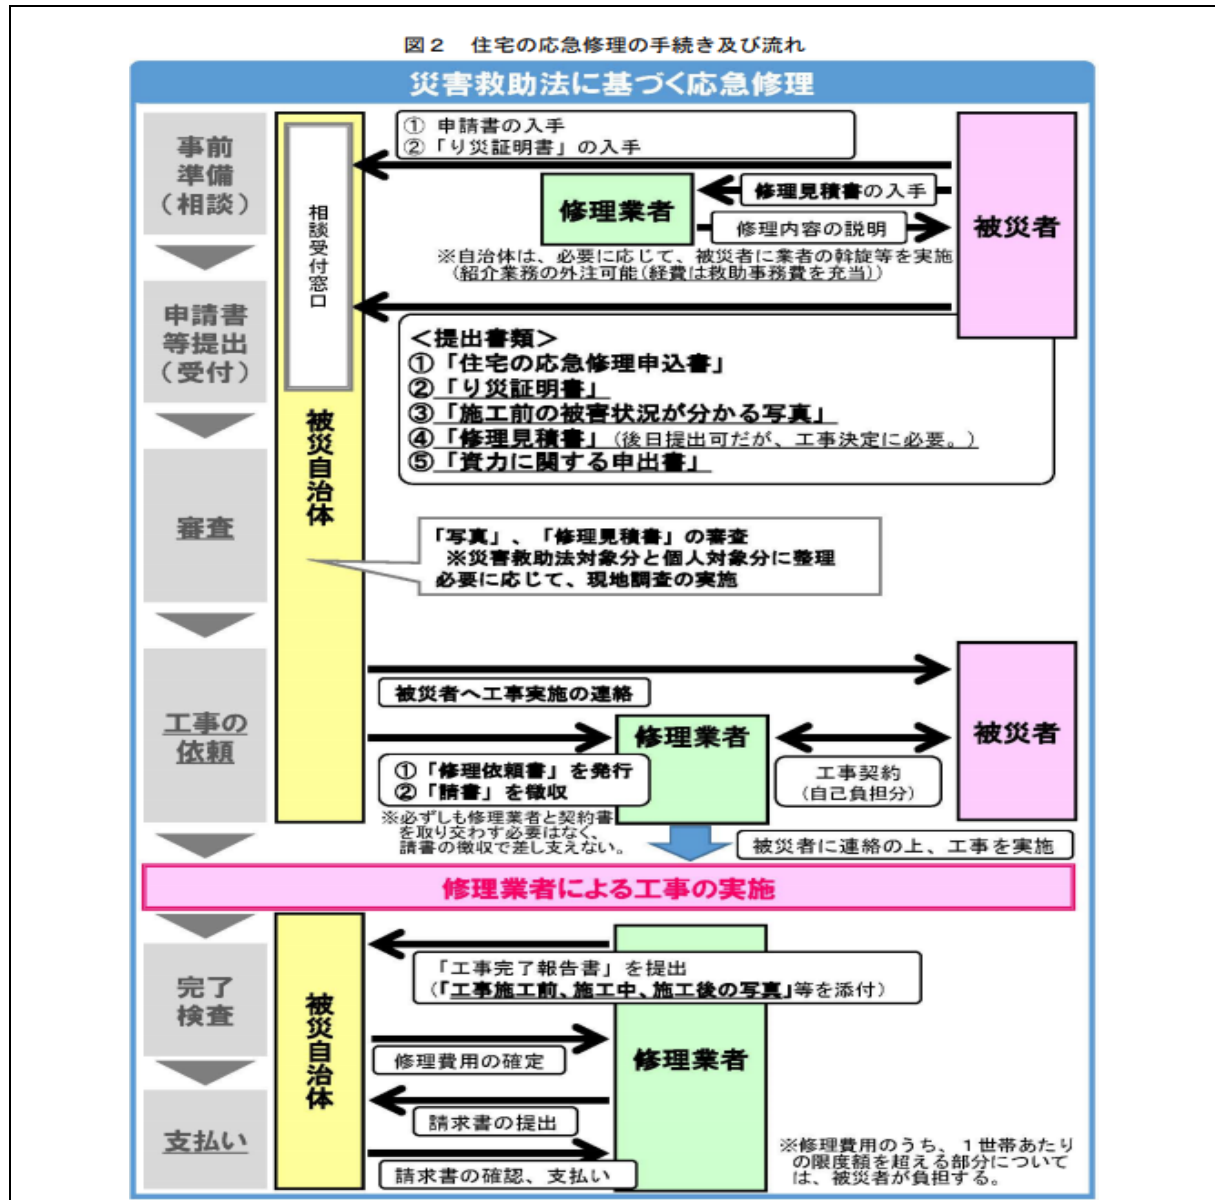 図２　住宅の応急修理の手続き及び流れ
災害救助法に基づく応急修理
事前
準備
（相談）
申請書
等提出
（受付）
審査
工事の
依頼
相談受付窓口
被災自治体
① 申請書の入手
②「り災証明書」の入手
修理業者
修理見積書の入手
修理内容の説明
被災者
※自治体は、必要に応じて、被災者に業者の斡旋等を実施
（紹介業務の外注可能（経費は救助事務費を充当））
＜提出書類＞
①「住宅の応急修理申込書」
②「り災証明書」
③「施工前の被害状況が分かる写真」
④「修理見積書」（後日提出可だが、工事決定に必要。）
⑤「資力に関する申出書」
「写真」、「修理見積書」の審査
※災害救助法対象分と個人対象分に整理
必要に応じて、現地調査の実施
被災者へ工事実施の連絡
修理業者
被災者
①「修理依頼書」を発行
②「請書」を徴収
工事契約
（自己負担分）
※必ずしも修理業者と契約書
を取り交わす必要はなく、
請書の徴収で差し支えない。
被災者に連絡の上、工事を実施
修理業者による工事の実施
完了
検査
支払い
被災自治体
「工事完了報告書」を提出
（「工事施工前、施工中、施工後の写真」等を添付）
修理費用の確定
修理業者
請求書の提出
請求書の確認、支払い
※修理費用のうち、１世帯あたり
の限度額を超える部分について
は、被災者が負担する。